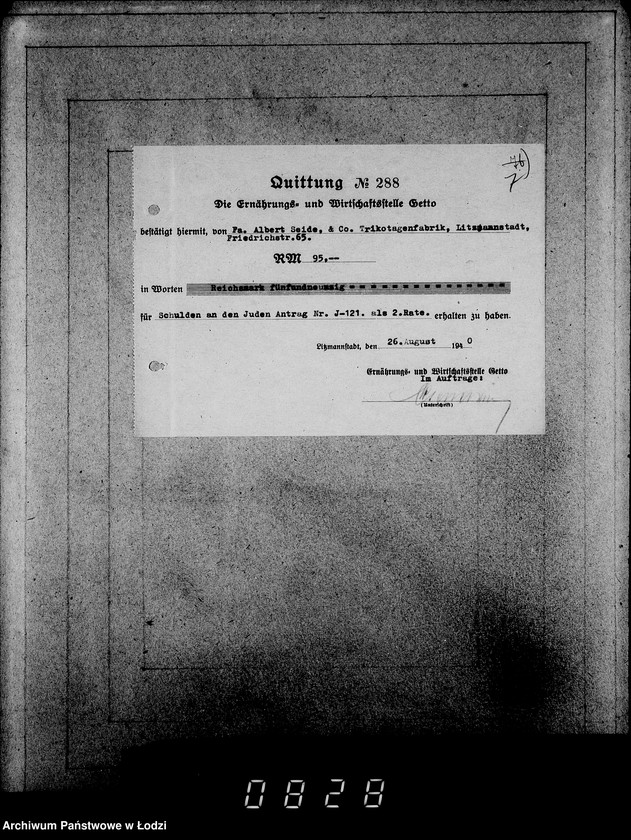 Quittung № 288
Die Ernährungs- und Wirtschaftsstelle Getto
bestätigt hiermit, von Fa. Albert Seide, & Co. Trikotagenfabrik, Litzmannstadt,
Friedrichstr.65.
RM 95,--
in Worten Reichsmark fünfundneunzig - - - - - - - - - - - - - - -
für Schulden an den Juden Antrag Nr. J-121. als 2.Rate. erhalten zu haben.
Litzmannstadt, den 26.August 1940
Ernährungs- und Wirtschaftsstelle Getto
Im Auftrage:
(Unterschrift)
0828
Archiwum Państwowe w Łodzi